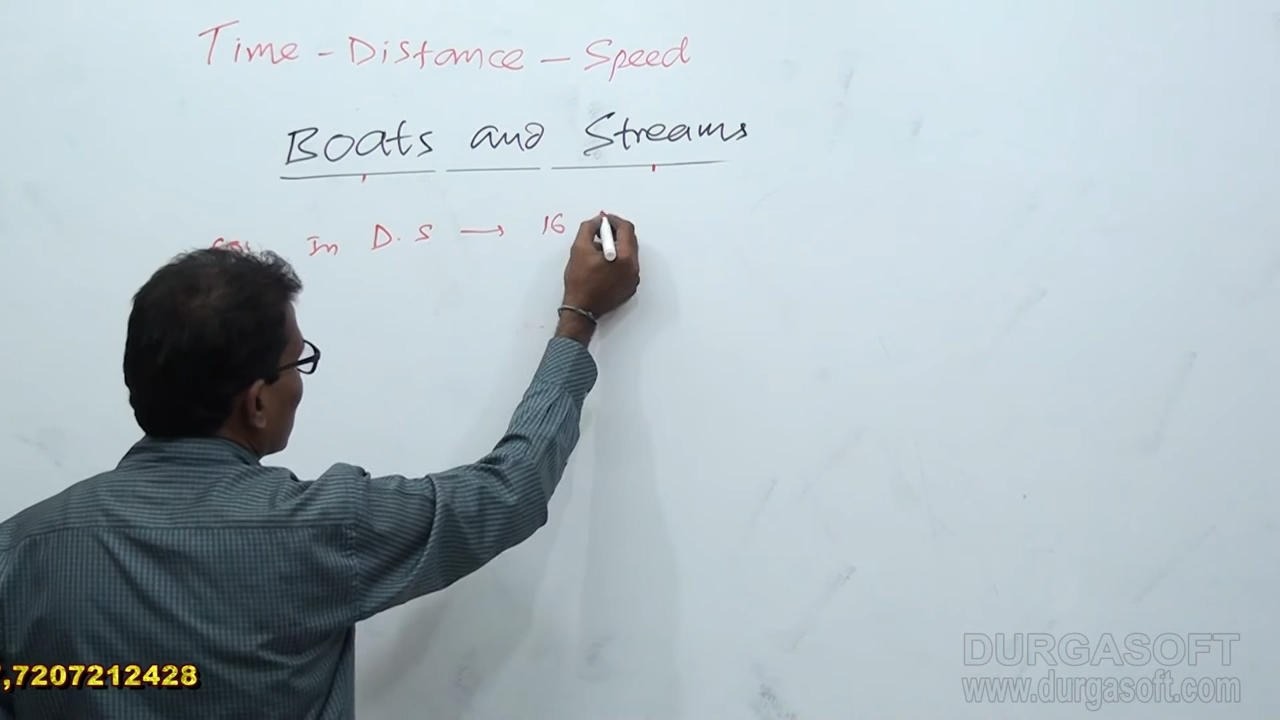 Time - Distance - Speed
Boats and Streams
In D.S → 16
,7207212428
DURGASOFT
www.durgasoft.com